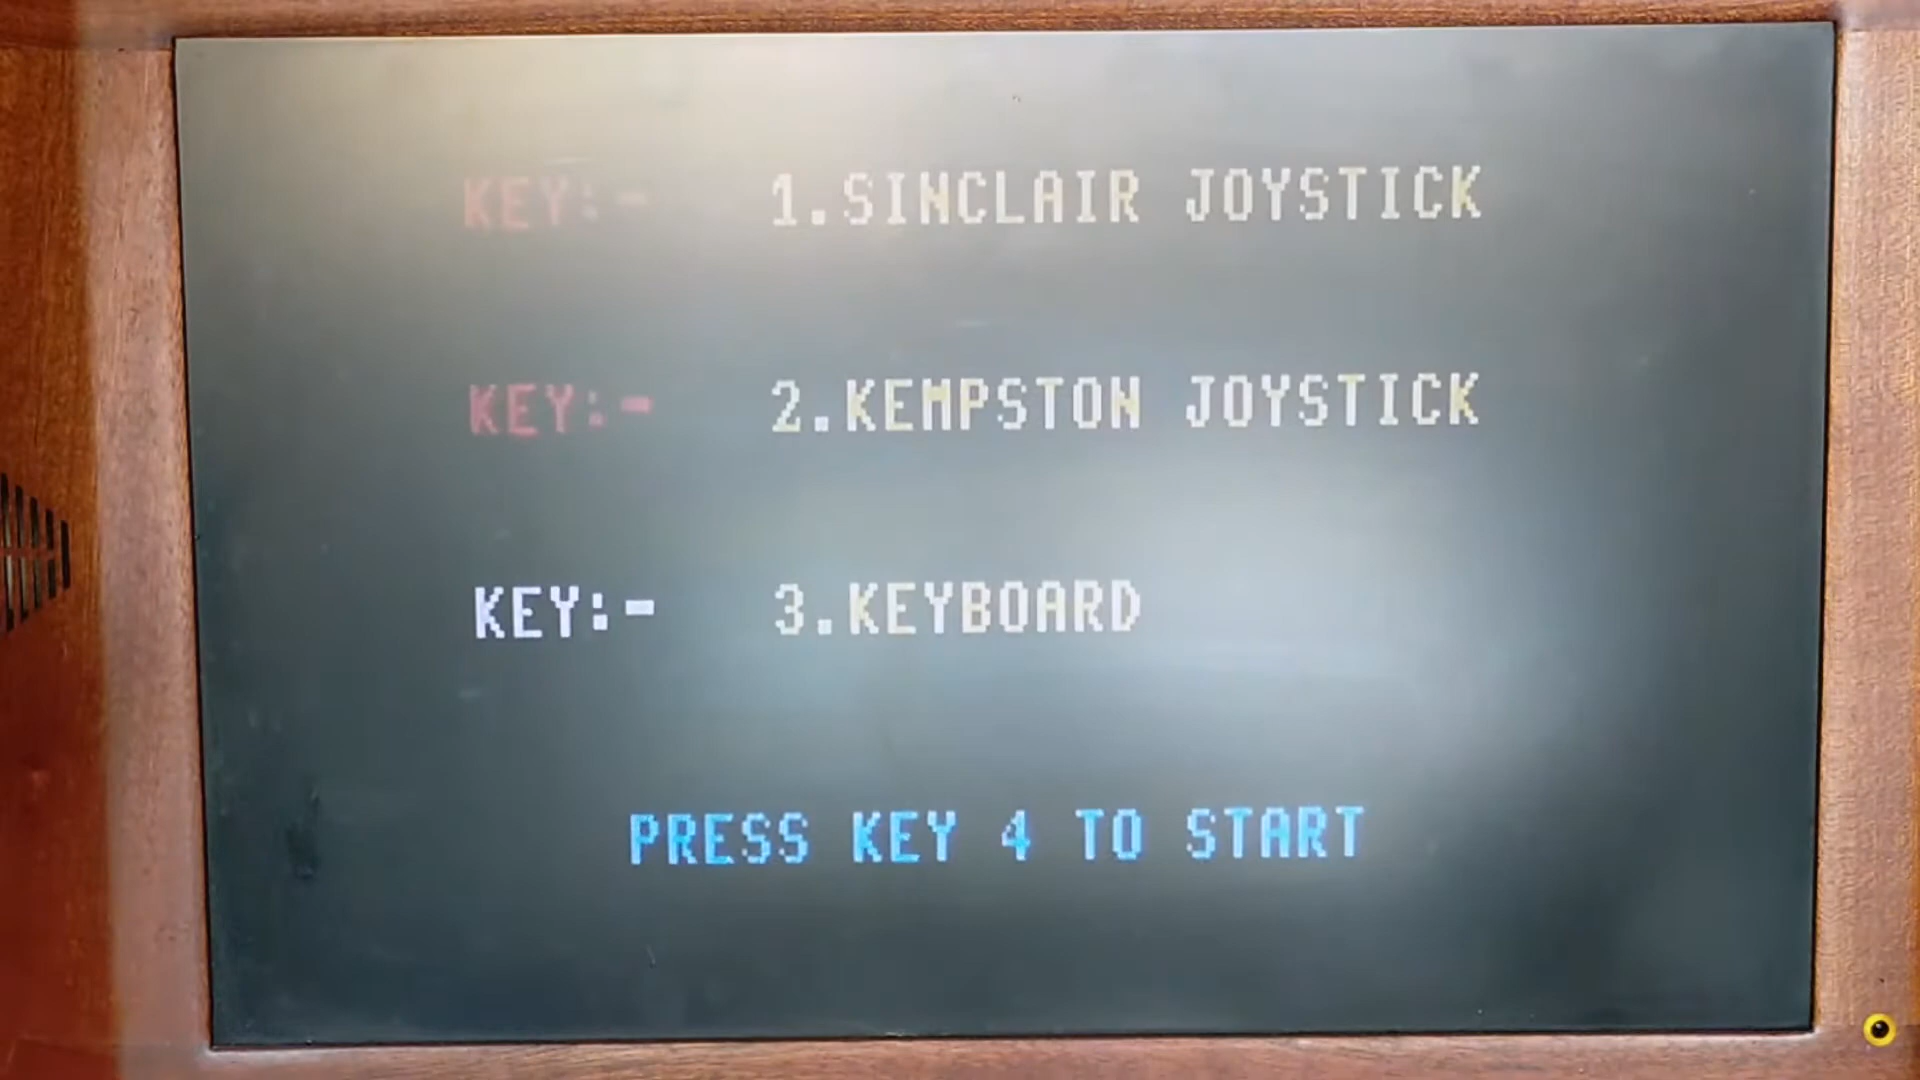 KEY:- 1.SINCLAIR JOYSTICK
KEY:- 2.KEMPSTON JOYSTICK
KEY:- 3.KEYBOARD
PRESS KEY 4 TO START